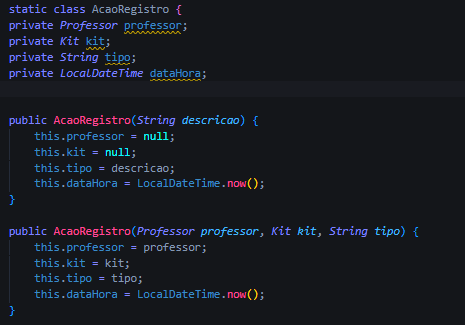 static class AcaoRegistro {
private Professor professor;
private Kit kit;
private String tipo;
private LocalDateTime dataHora;
public AcaoRegistro(String descricao) {
this.professor = null;
this.kit = null;
this.tipo = descricao;
this.dataHora = LocalDateTime.now();
}
public AcaoRegistro(Professor professor, Kit kit, String tipo) {
this.professor = professor;
this.kit = kit;
this.tipo = tipo;
this.dataHora = LocalDateTime.now();
}